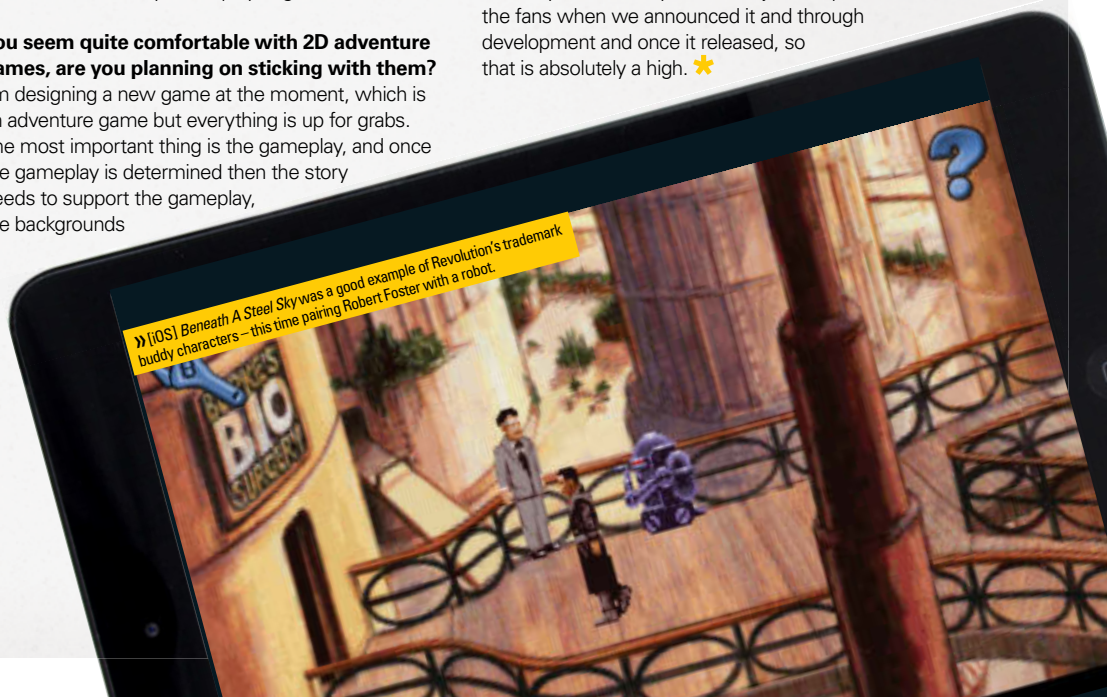 ou seem quite comfortable with 2D adventure
ames, are you planning on sticking with them?
m designing a new game at the moment, which is
n adventure game but everything is up for grabs.
he most important thing is the gameplay, and once
e gameplay is determined then the story
eeds to support the gameplay,
e backgrounds
the fans when we announced it and through
development and once it released, so
that is absolutely a high.
[iOS] Beneath A Steel Sky was a good example of Revolution's trademark
buddy characters – this time pairing Robert Foster with a robot.
?
BIO
SURGERY